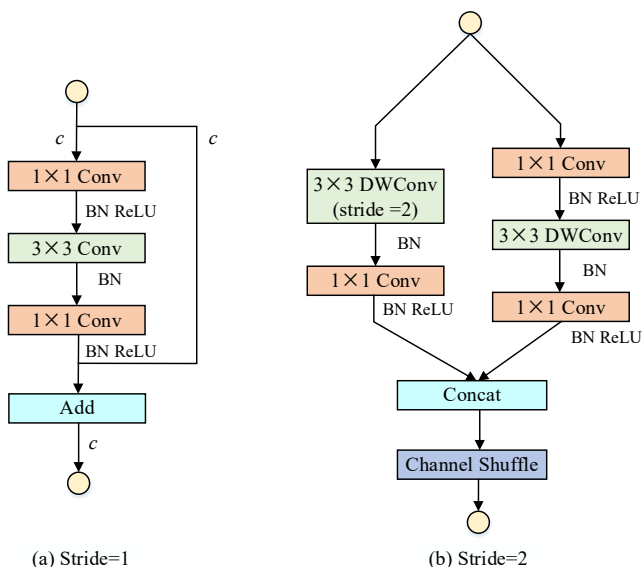 c
c
1×1 Conv
BN ReLU
3×3 Conv
BN
1×1 Conv
BN ReLU
Add
c
(a) Stride=1
3×3 DWConv
(stride =2)
BN
1×1 Conv
BN ReLU
1×1 Conv
BN ReLU
3×3 DWConv
BN
1×1 Conv
BN ReLU
Concat
Channel Shuffle
(b) Stride=2